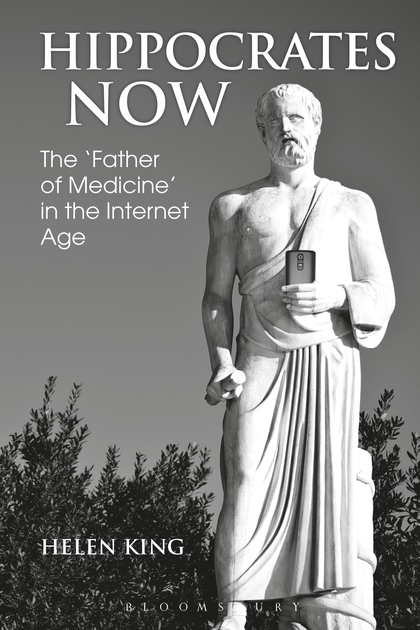 HIPPOCRATES
NOW
The ‘Father
of Medicine’
in the Internet
Age
HELEN KING
BLOOMSBURY